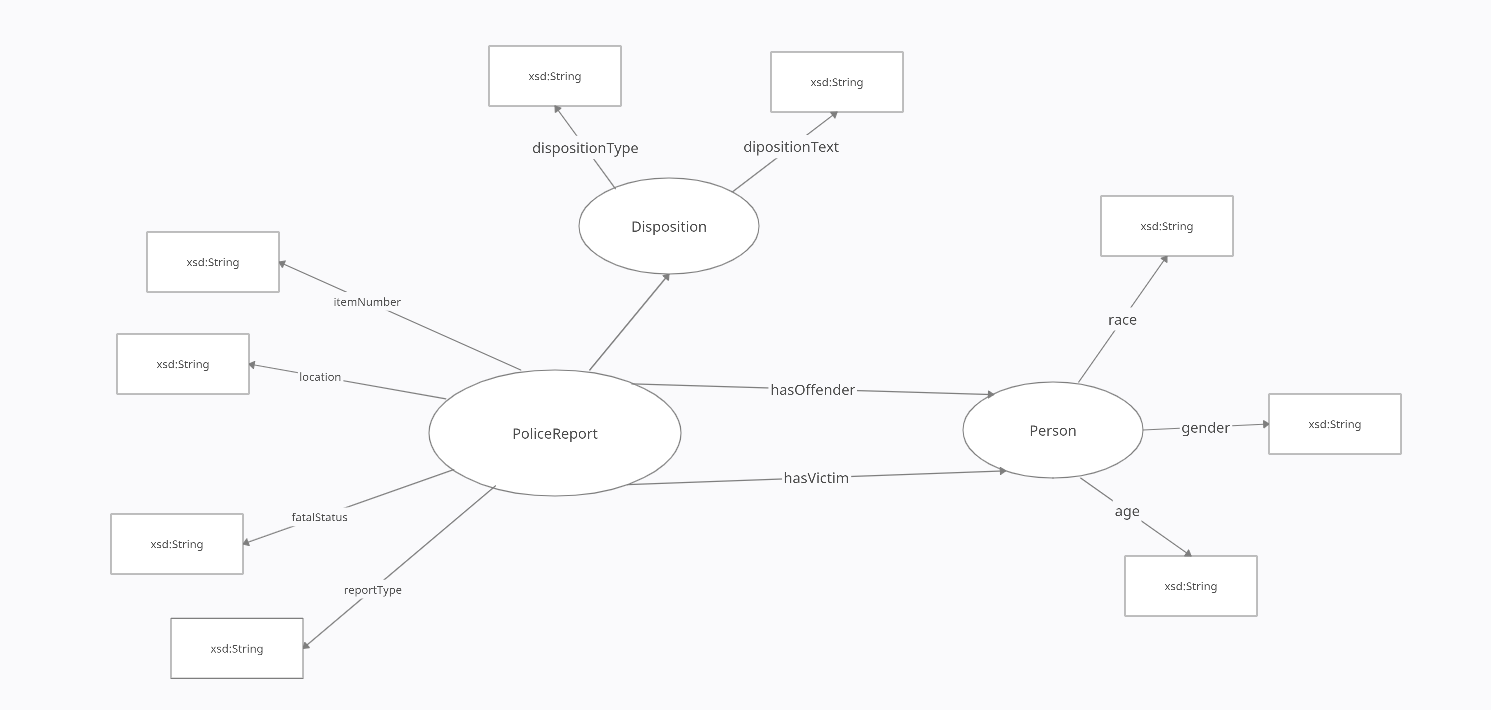 xsd:String
xsd:String
dispositionType
dipositionText
Disposition
xsd:String
xsd:String
itemNumber
race
xsd:String
location
hasOffender
PoliceReport
Person
gender
xsd:String
hasVictim
fatalStatus
age
xsd:String
reportType
xsd:String
xsd:String